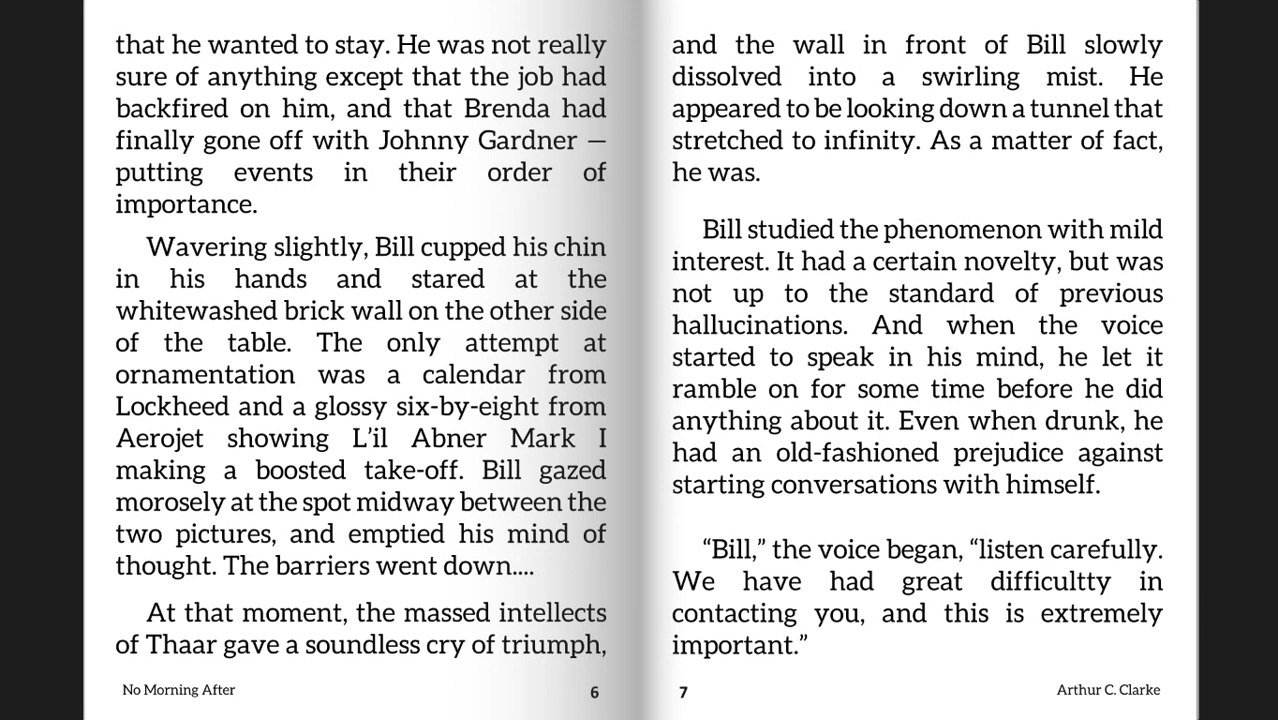 that he wanted to stay. He was not really
sure of anything except that the job had
backfired on him, and that Brenda had
finally gone off with Johnny Gardner —
putting events in their order of
importance.
Wavering slightly, Bill cupped his chin
in his hands and stared at the
whitewashed brick wall on the other side
of the table. The only attempt at
ornamentation was a calendar from
Lockheed and a glossy six-by-eight from
Aerojet showing L’il Abner Mark I
making a boosted take-off. Bill gazed
morosely at the spot midway between the
two pictures, and emptied his mind of
thought. The barriers went down....
At that moment, the massed intellects
of Thaar gave a soundless cry of triumph,
No Morning After
6
and the wall in front of Bill slowly
dissolved into a swirling mist. He
appeared to be looking down a tunnel that
stretched to infinity. As a matter of fact,
he was.
Bill studied the phenomenon with mild
interest. It had a certain novelty, but was
not up to the standard of previous
hallucinations. And when the voice
started to speak in his mind, he let it
ramble on for some time before he did
anything about it. Even when drunk, he
had an old-fashioned prejudice against
starting conversations with himself.
“Bill,” the voice began, “listen carefully.
We have had great difficultty in
contacting you, and this is extremely
important.”
7
Arthur C. Clarke